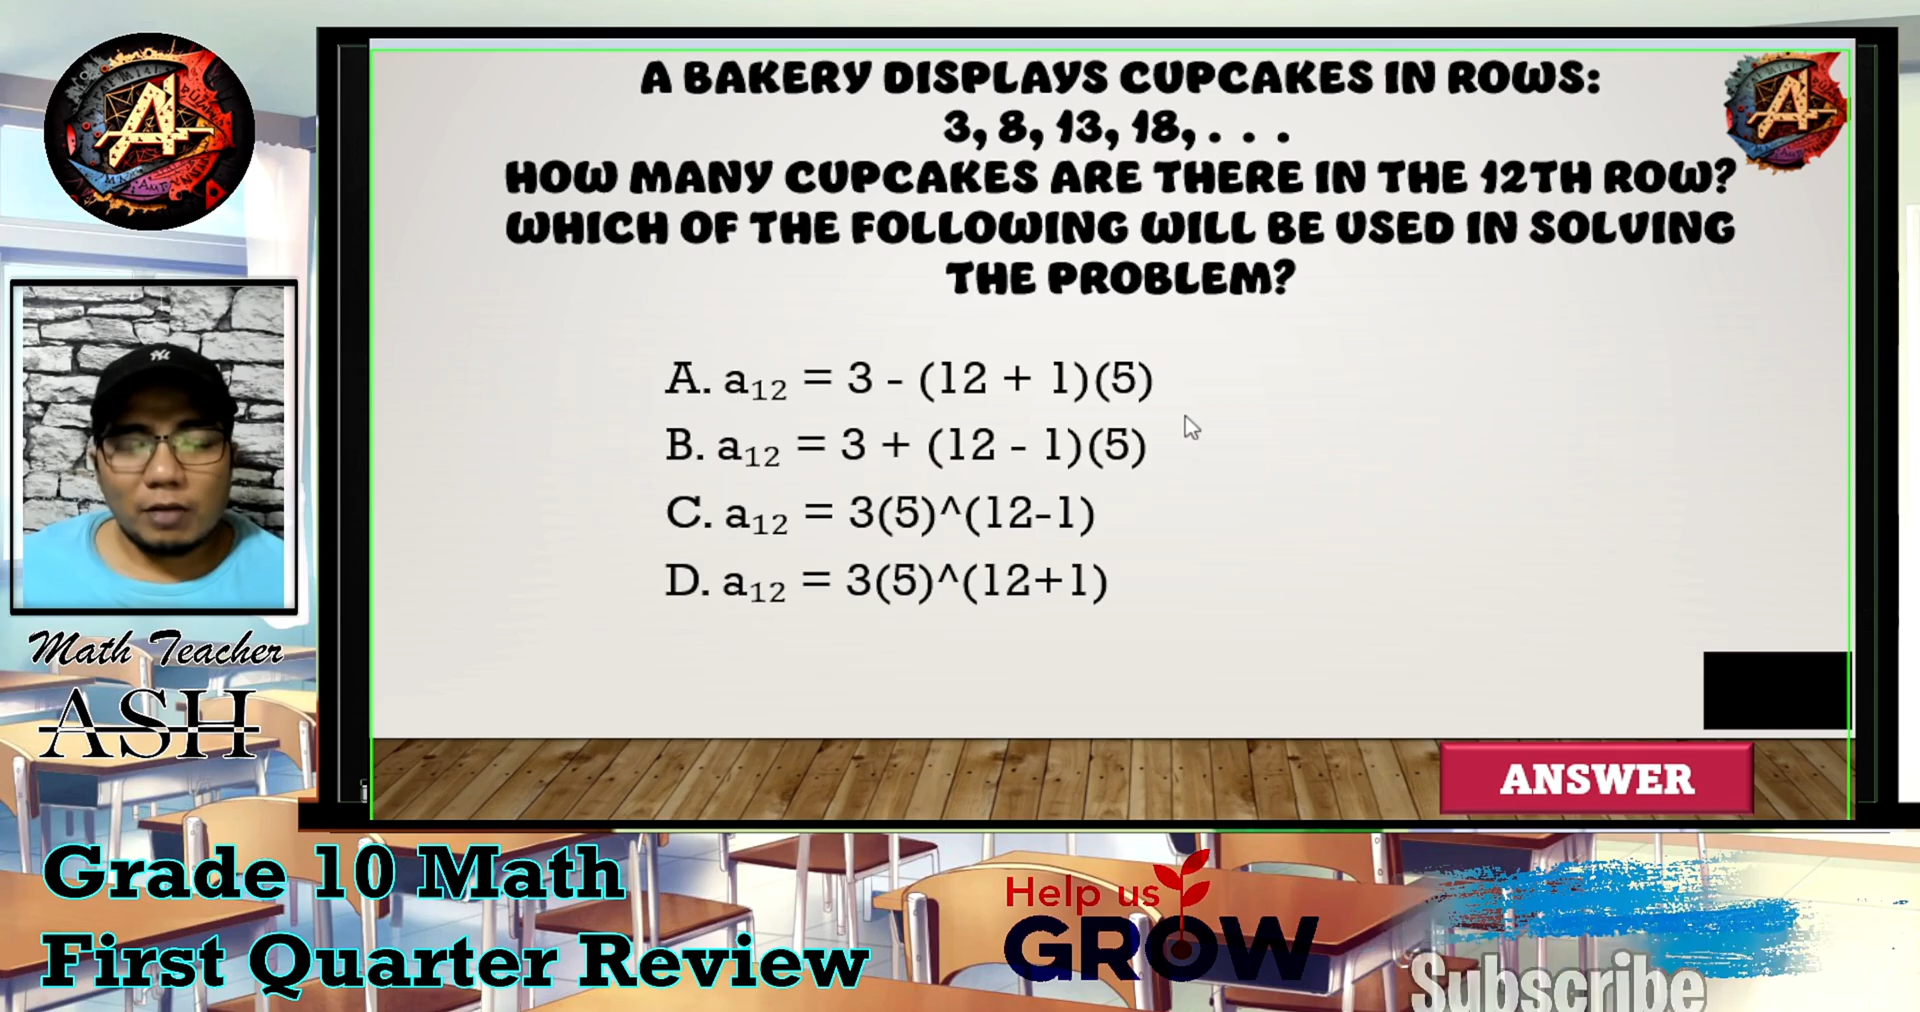 A BAKERY DISPLAYS CUPCAKES IN ROWS:
3, 8, 13, 18, . . .
HOW MANY CUPCAKES ARE THERE IN THE 12TH ROW?
WHICH OF THE FOLLOWING WILL BE USED IN SOLVING
THE PROBLEM?
A. a₁₂ = 3 - (12 + 1)(5)
B. a₁₂ = 3 + (12 - 1)(5)
C. a₁₂ = 3(5)^(12-1)
D. a₁₂ = 3(5)^(12+1)
ANSWER
Math Teacher
ASH
Grade 10 Math
First Quarter Review
Help us
GROW
Subscribe